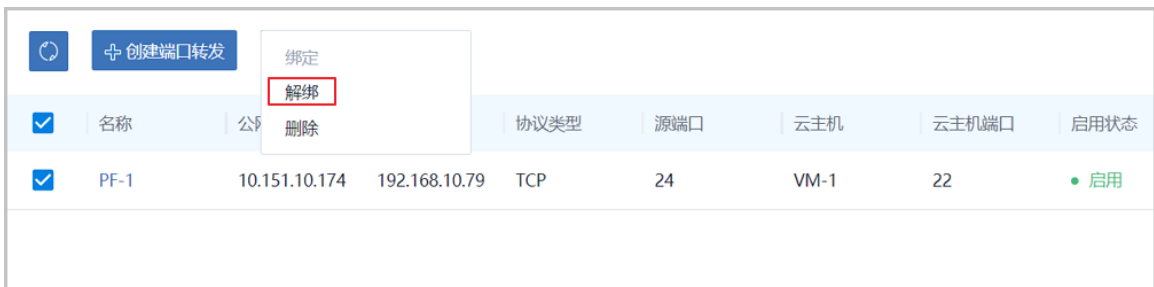 创建端口转发
绑定
解绑
删除
名称 公网 协议类型 源端口 云主机 云主机端口 启用状态
PF-1 10.151.10.174 192.168.10.79 TCP 24 VM-1 22 启用